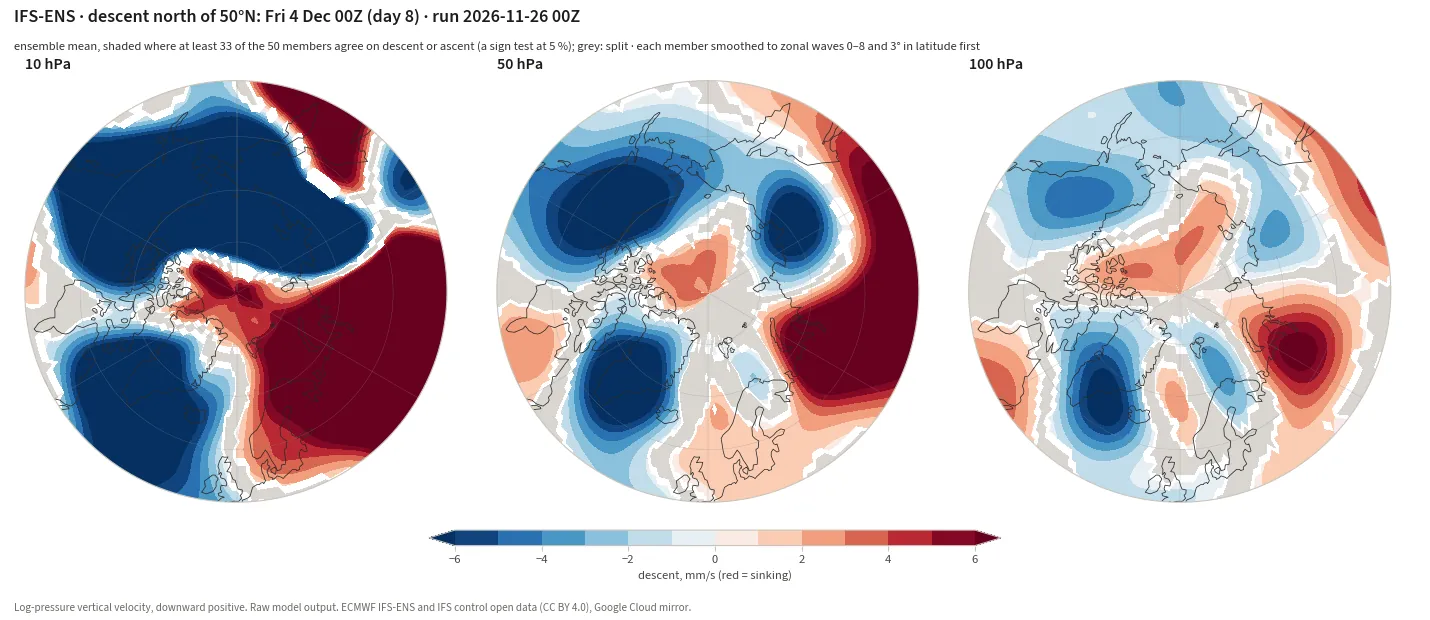 IFS-ENS · descent north of 50°N: Fri 4 Dec 00Z (day 8) · run 2026-11-26 00Z
ensemble mean, shaded where at least 33 of the 50 members agree on descent or ascent (a sign test at 5 %); grey: split · each member smoothed to zonal waves 0–8 and 3° in latitude first
10 hPa
50 hPa
100 hPa
−6
−4
−2
0
2
4
6
descent, mm/s (red = sinking)
Log-pressure vertical velocity, downward positive. Raw model output. ECMWF IFS-ENS and IFS control open data (CC BY 4.0), Google Cloud mirror.